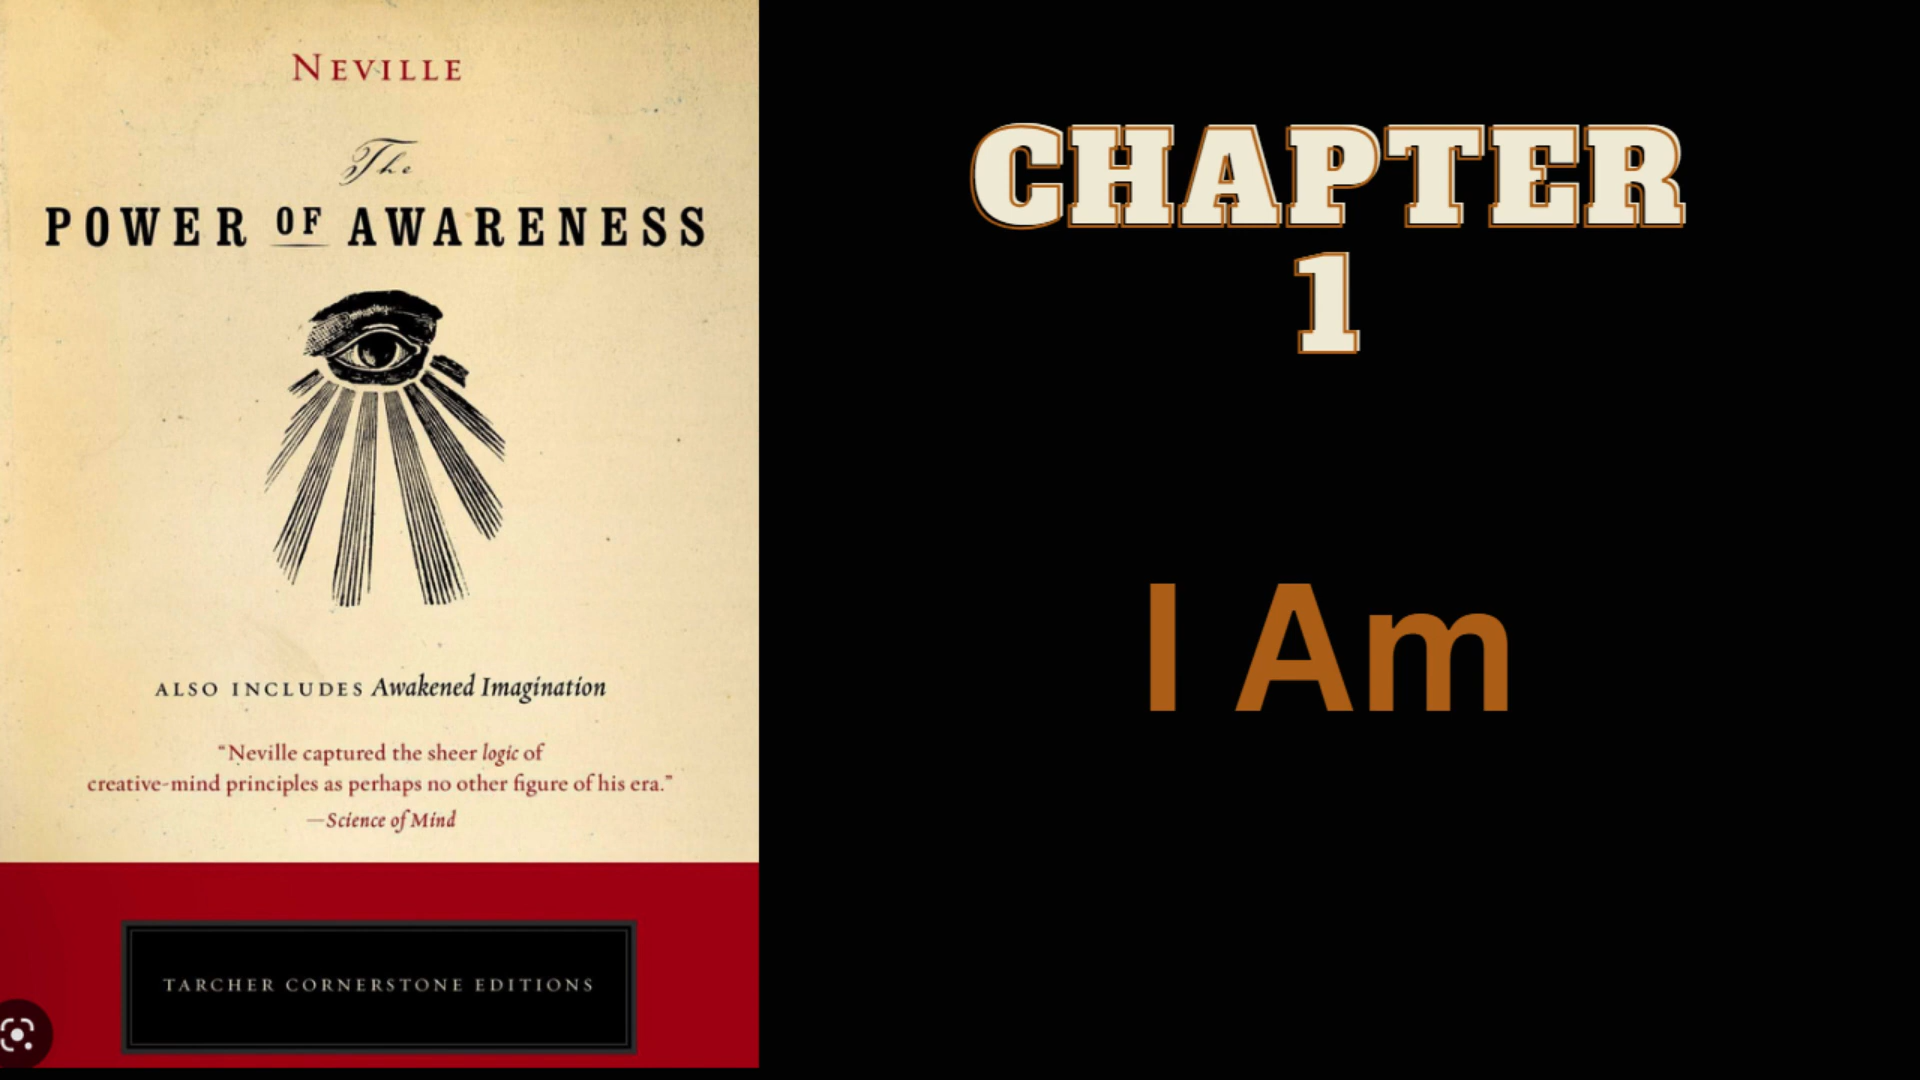 NEVILLE
The
POWER OF AWARENESS
ALSO INCLUDES Awakened Imagination
“Neville captured the sheer logic of
creative-mind principles as perhaps no other figure of his era.”
—Science of Mind
TARCHER CORNERSTONE EDITIONS
CHAPTER
1
I Am